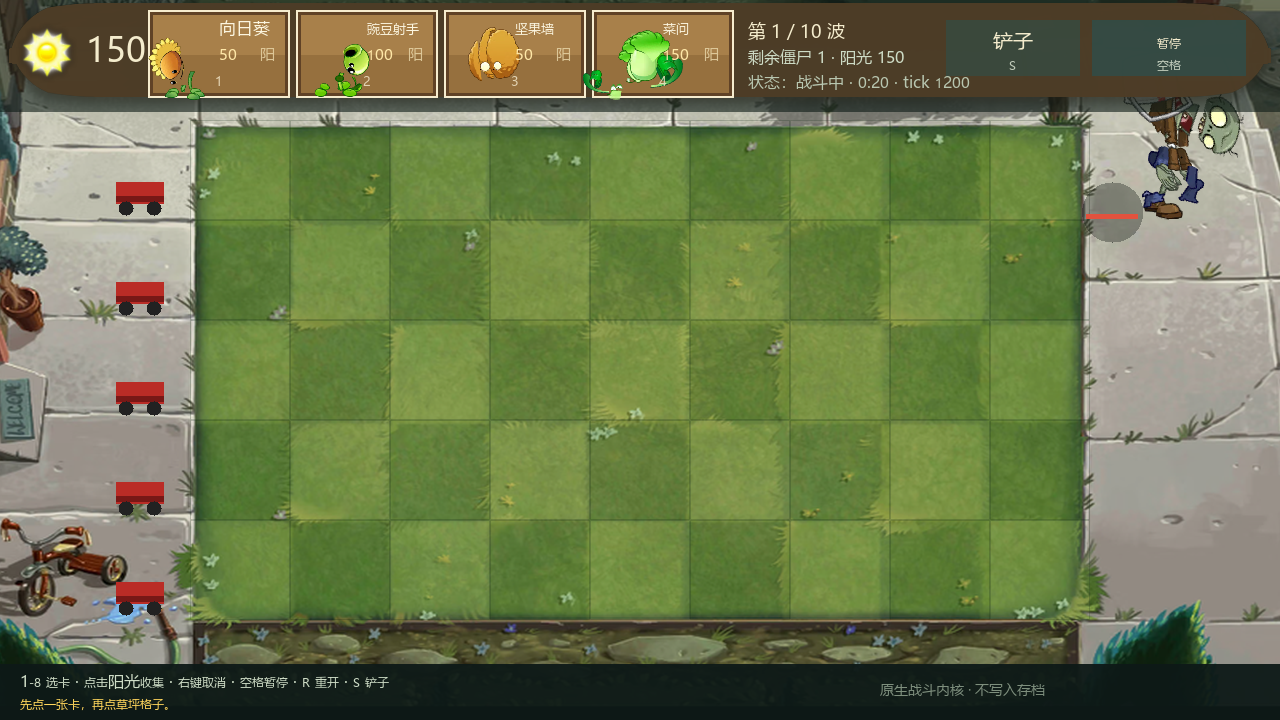 150
向日葵
50 阳
1
豌豆射手
100 阳
2
坚果墙
50 阳
3
菜问
150 阳
4
第 1 / 10 波
剩余僵尸 1 · 阳光 150
状态: 战斗中 · 0:20 · tick 1200
铲子
S
暂停
空格
WELCOME
1-8 选卡 · 点击阳光收集 · 右键取消 · 空格暂停 · R 重开 · S 铲子
先点一张卡，再点草坪格子。
原生战斗内核 · 不写入存档